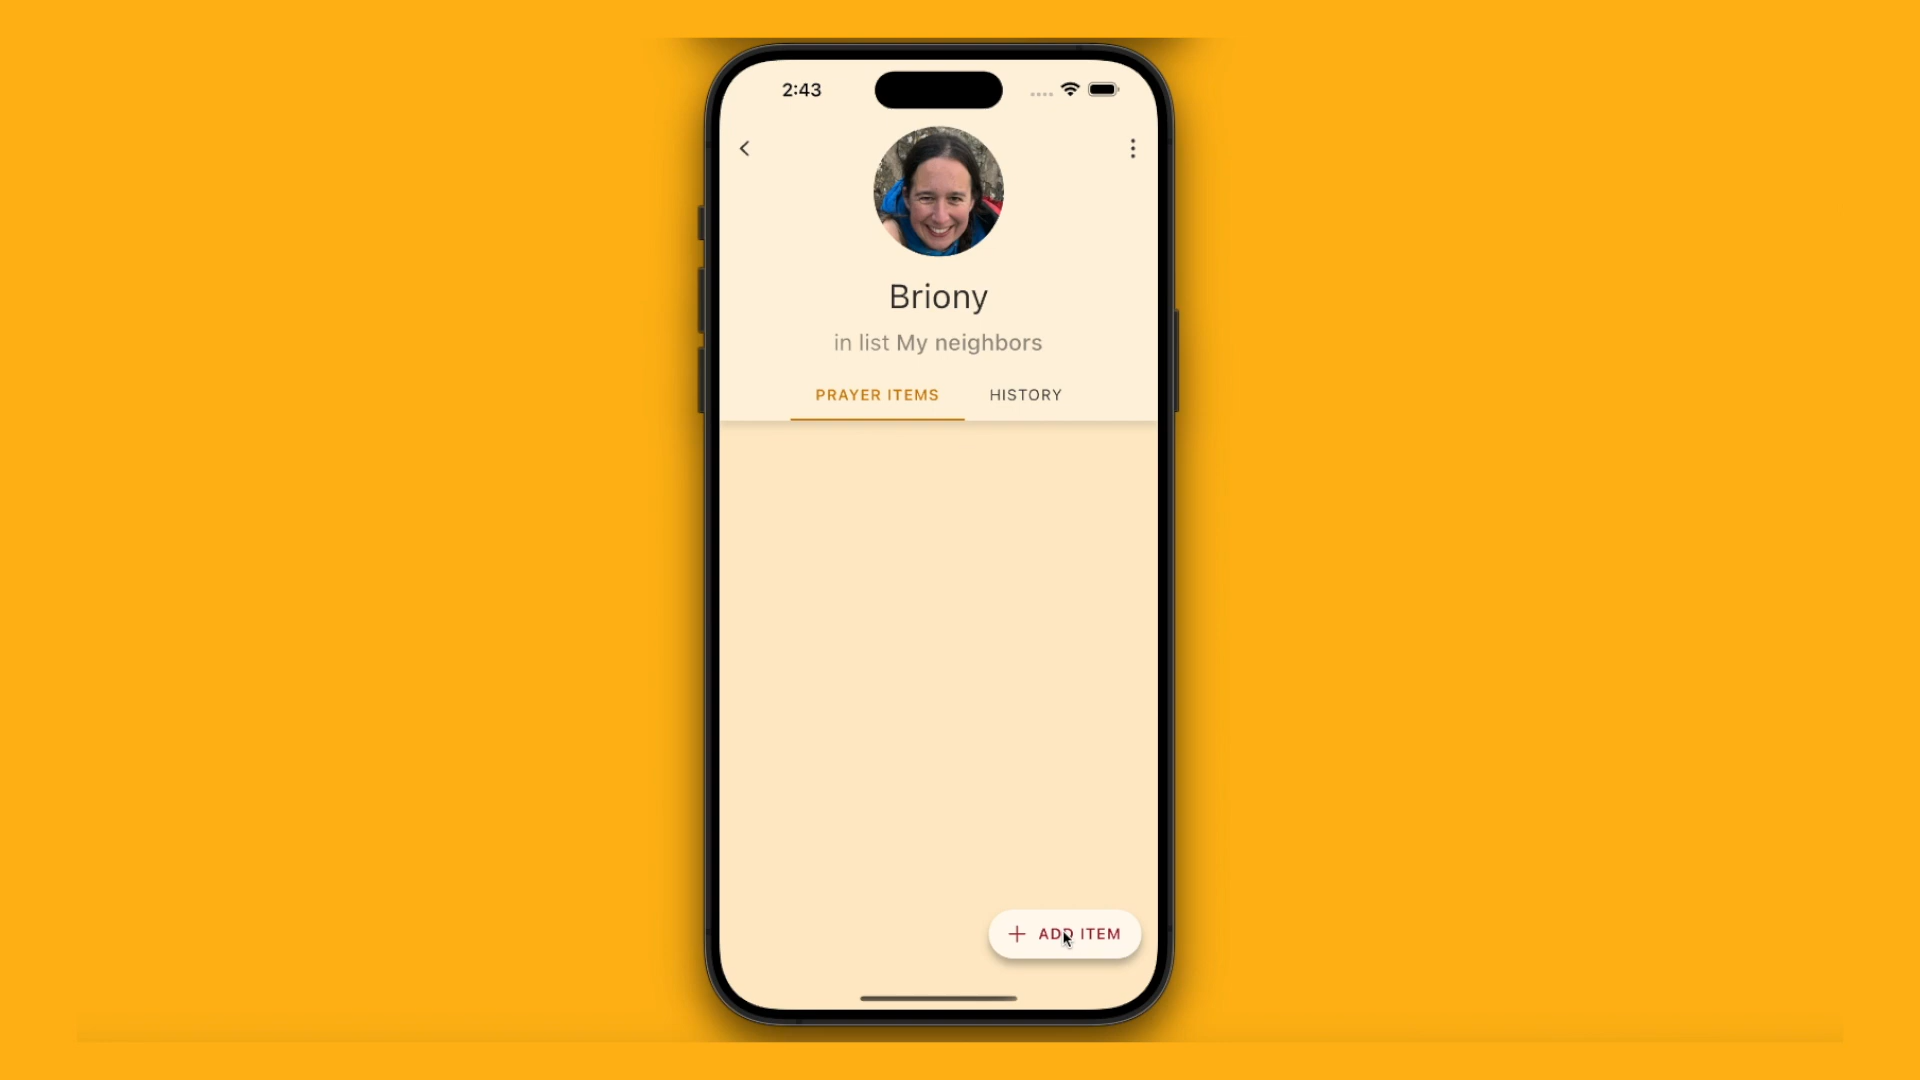 2:43
Briony
in list My neighbors
PRAYER ITEMS
HISTORY
+ ADD ITEM